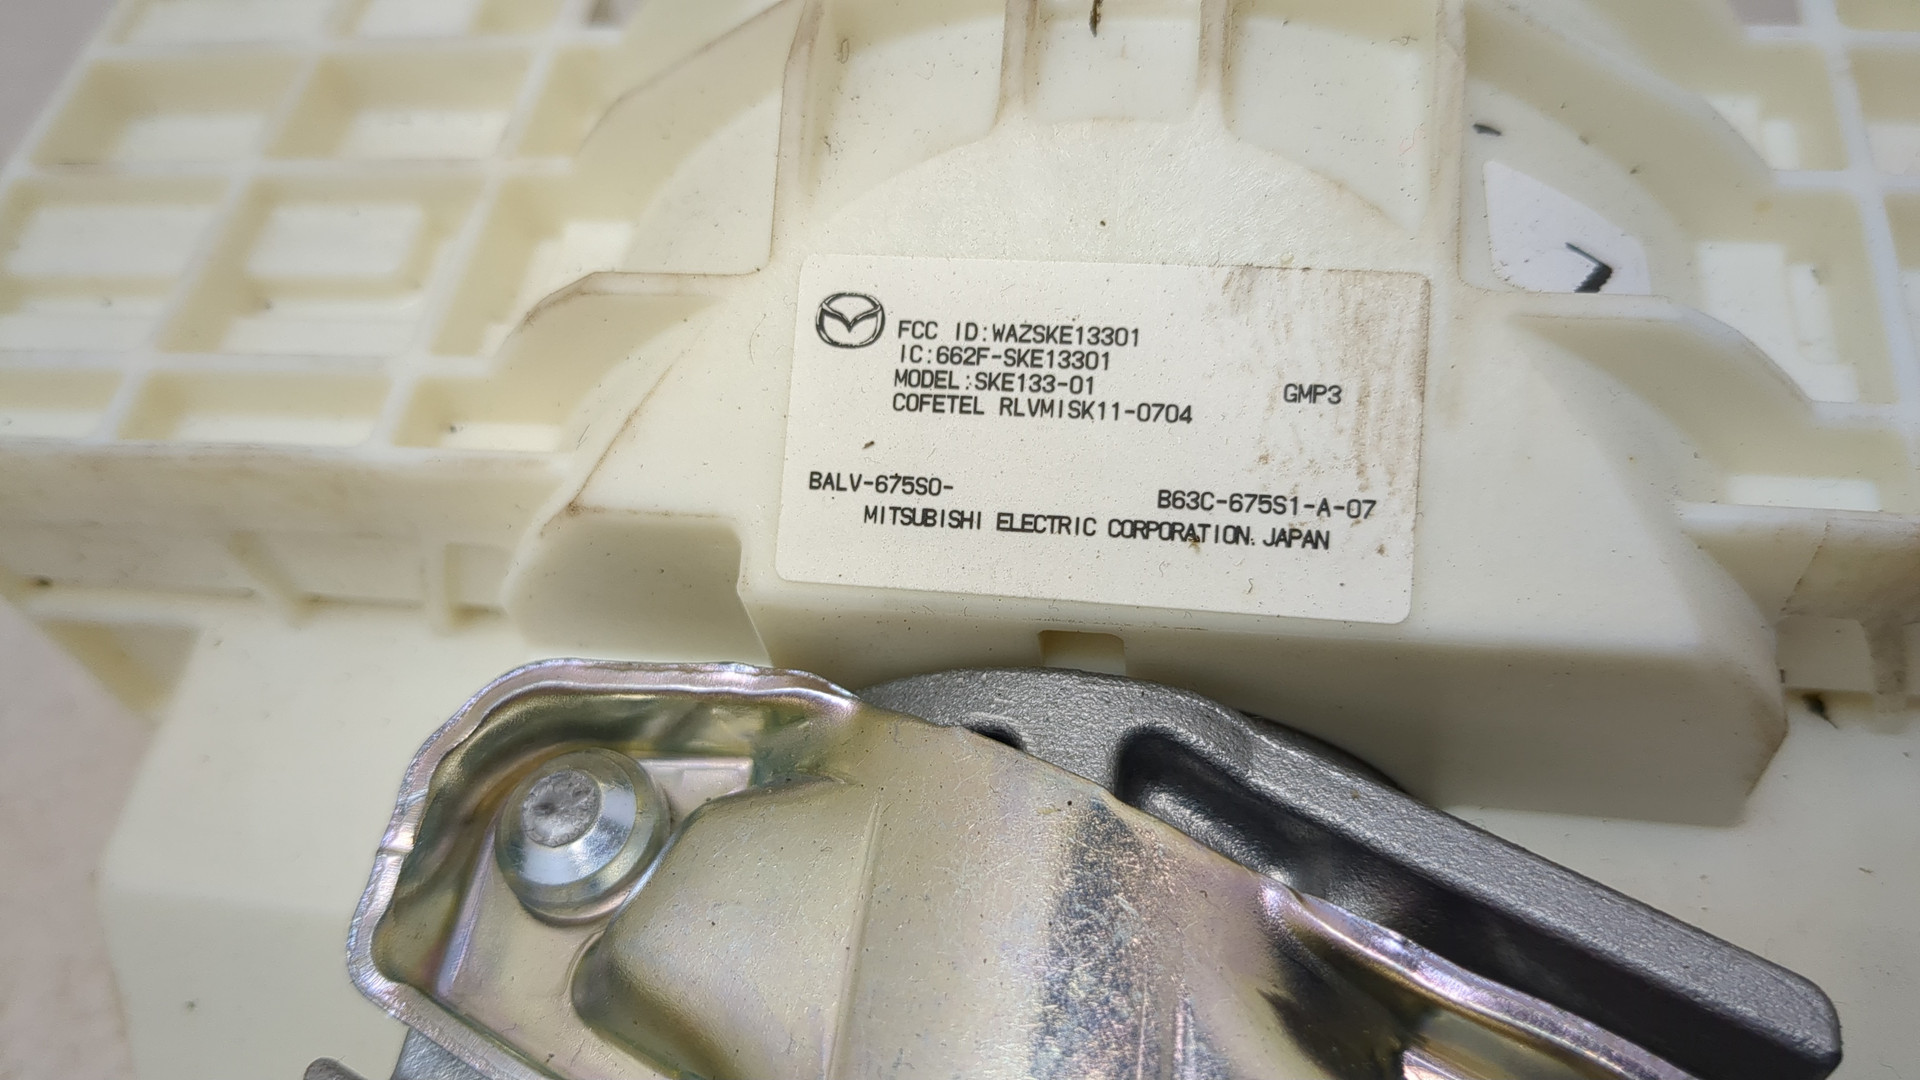 FCC ID:WAZSKE13301
IC:662F-SKE13301
MODEL:SKE133-01
GMP3
COFETEL RLVMISK11-0704
BALV-675S0-
B63C-675S1-A-07
MITSUBISHI ELECTRIC CORPORATION. JAPAN